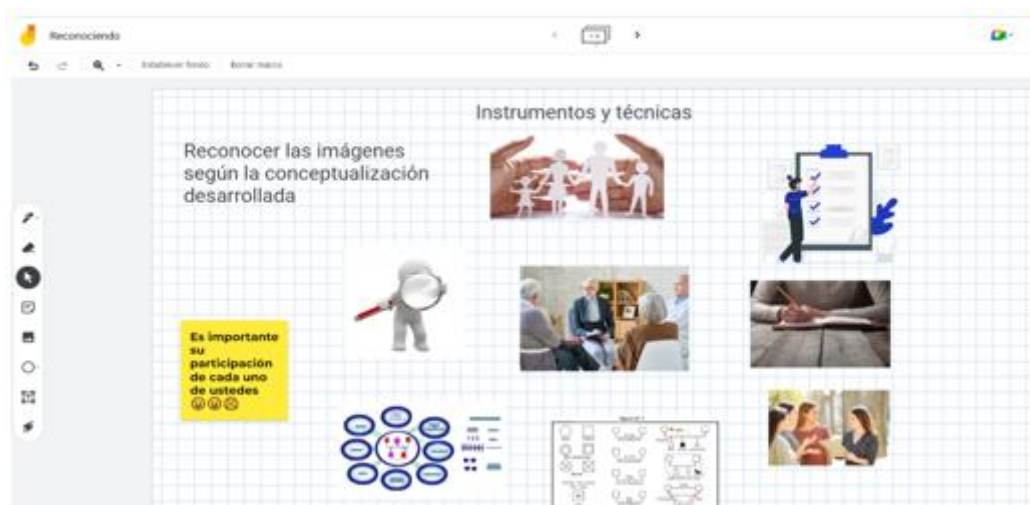 Reconociendo
Establecer fondo Borrar marco
Instrumentos y técnicas
Reconocer las imágenes
según la conceptualización
desarrollada
Es importante
su
participación
de cada uno
de ustedes